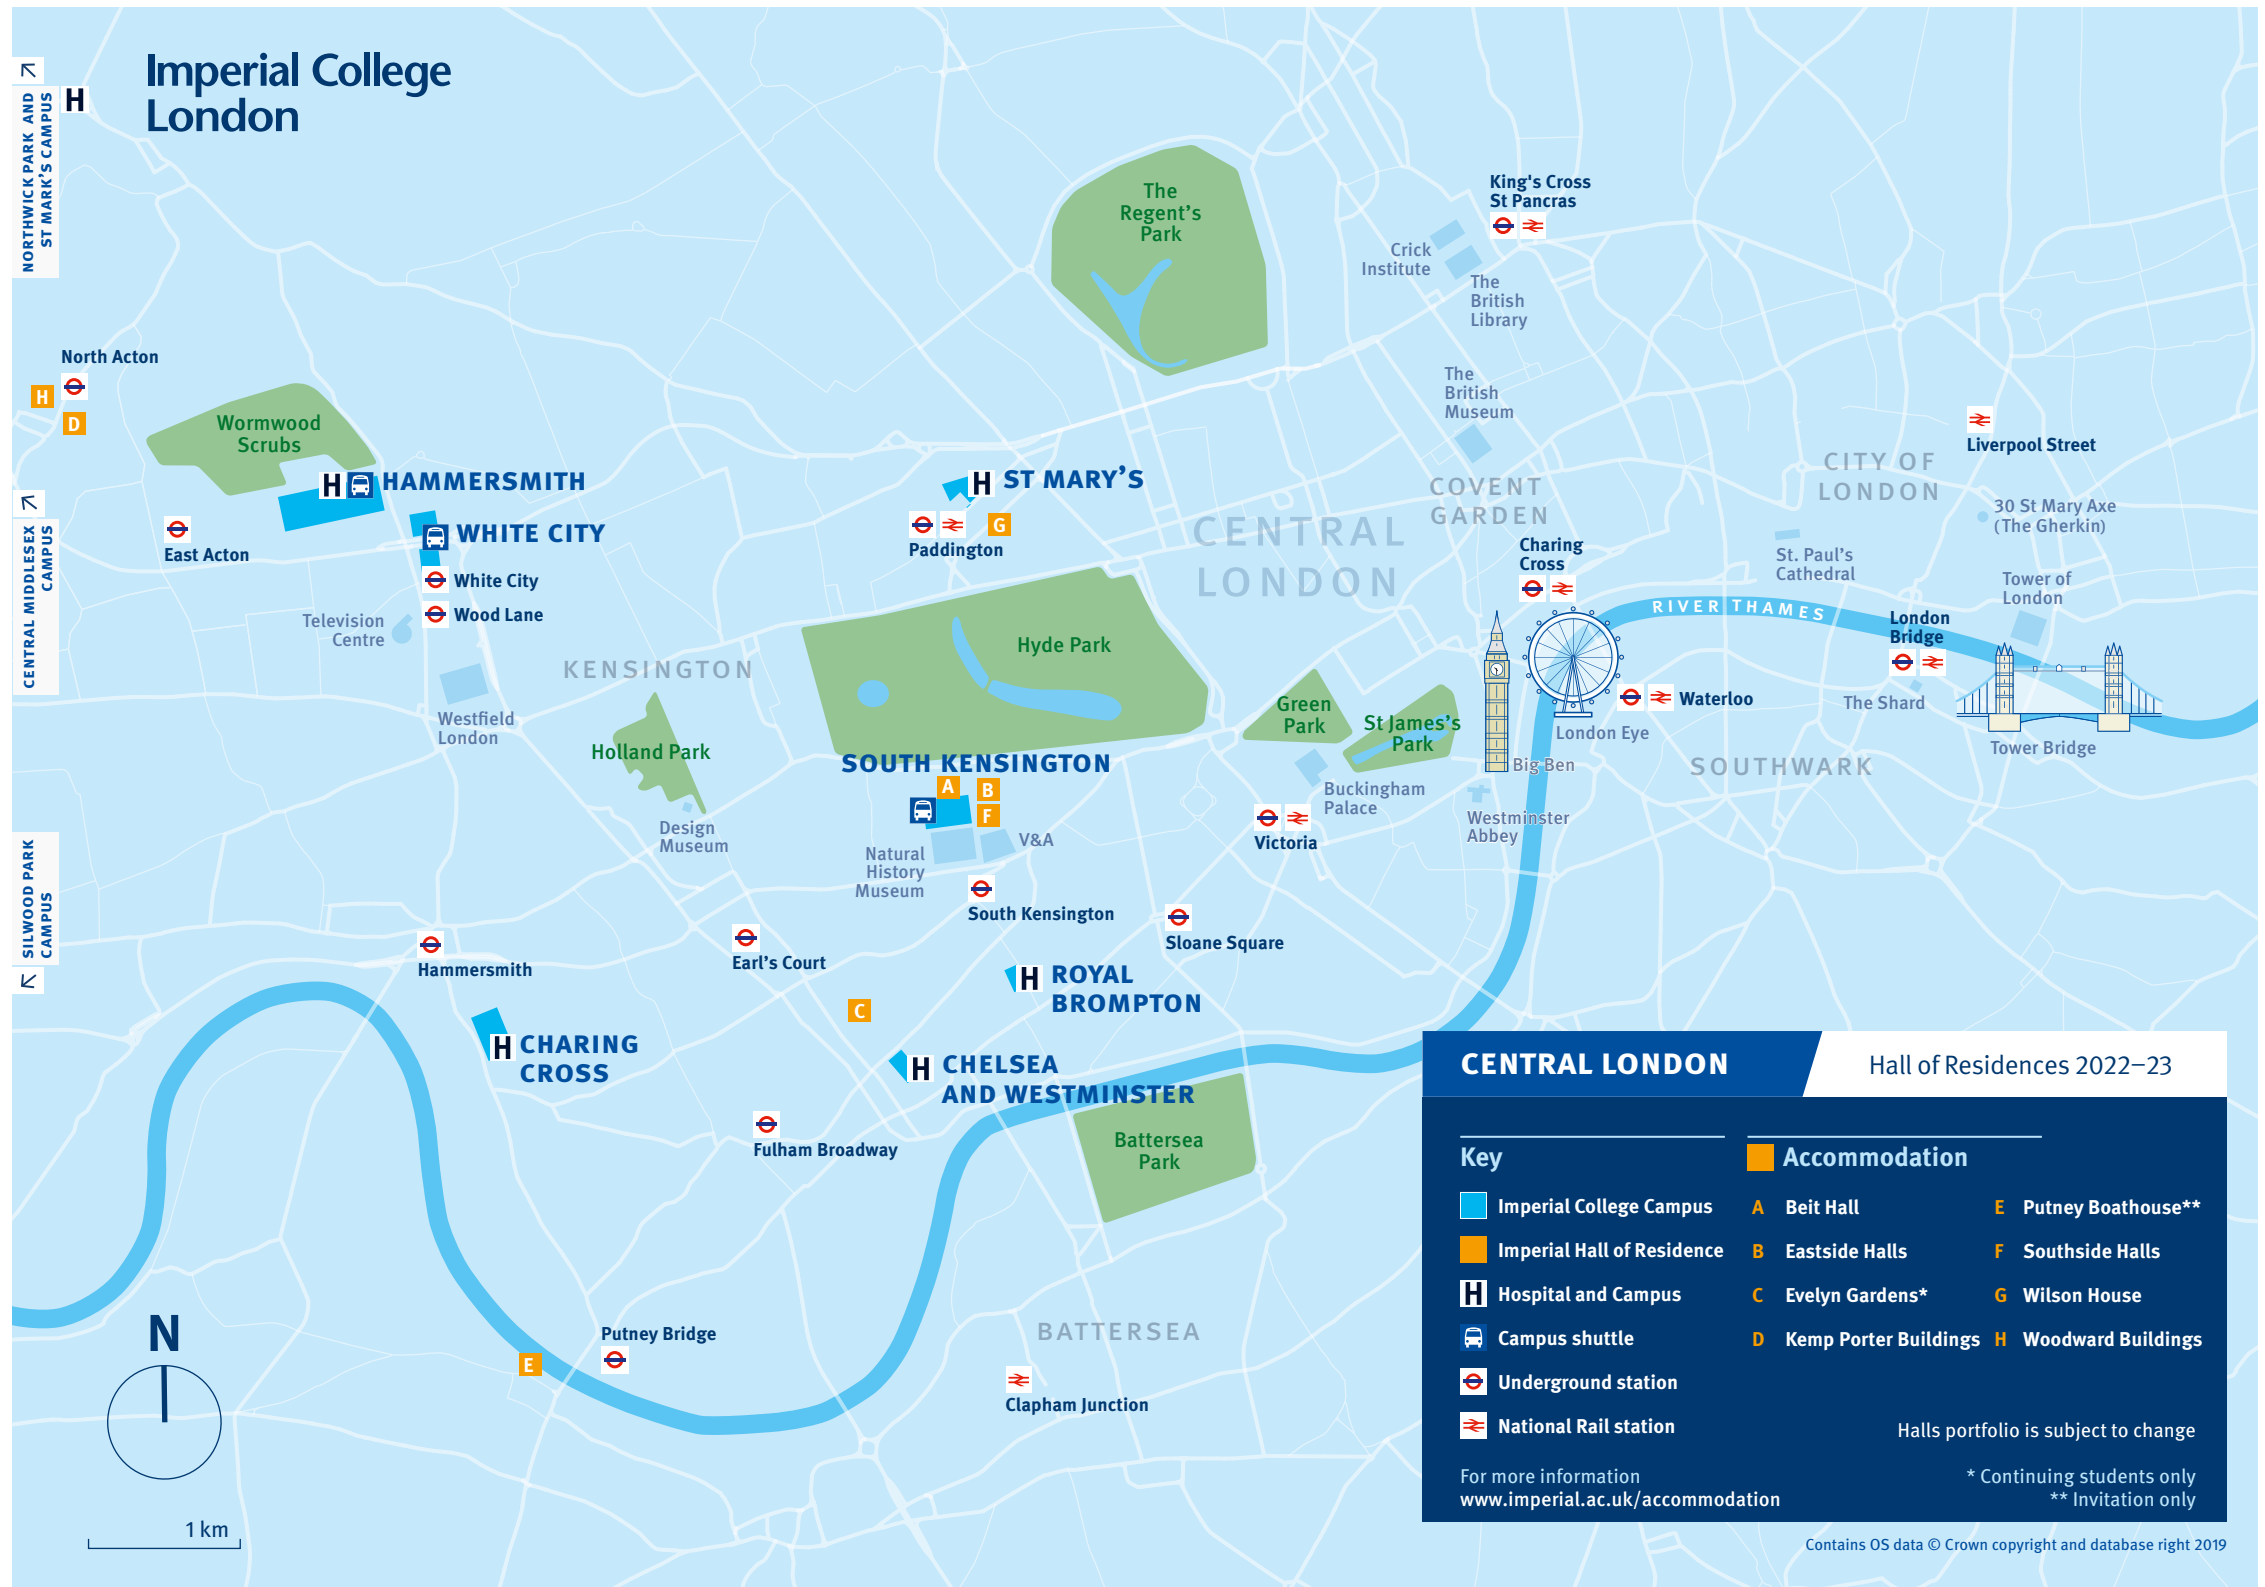 Imperial College
London
NORTHWICK PARK AND
ST MARK'S CAMPUS
H
The
Regent's
Park
King's Cross
St Pancras
Crick
Institute
The
British
Library
North Acton
H
D
Wormwood
Scrubs
The
British
Museum
Liverpool Street
CITY OF
LONDON
H HAMMERSMITH
H ST MARY'S
COVENT
GARDEN
30 St Mary Axe
(The Gherkin)
CENTRAL MIDDLESEX
CAMPUS
East Acton
WHITE CITY
G
Paddington
CENTRAL
LONDON
Charing
Cross
St. Paul's
Cathedral
White City
Wood Lane
Television
Centre
Tower of
London
RIVER THAMES
London
Bridge
KENSINGTON
Hyde Park
Westfield
London
Holland Park
Green
Park
St James's
Park
Waterloo
The Shard
London Eye
Tower Bridge
SOUTH KENSINGTON
Big Ben
SOUTHWARK
A
B
F
Buckingham
Palace
Westminster
Abbey
Design
Museum
Natural
History
Museum
V&A
Victoria
SILWOOD PARK
CAMPUS
South Kensington
Sloane Square
Hammersmith
Earl's Court
H ROYAL
BROMPTON
C
H CHARING
CROSS
H CHELSEA
AND WESTMINSTER
Fulham Broadway
Battersea
Park
Putney Bridge
E
BATTERSEA
Clapham Junction
N
1 km
CENTRAL LONDON
Hall of Residences 2022–23
Key
Imperial College Campus
Imperial Hall of Residence
H Hospital and Campus
Campus shuttle
Underground station
National Rail station
Accommodation
A Beit Hall
B Eastside Halls
C Evelyn Gardens*
D Kemp Porter Buildings
E Putney Boathouse**
F Southside Halls
G Wilson House
H Woodward Buildings
Halls portfolio is subject to change
For more information
www.imperial.ac.uk/accommodation
* Continuing students only
** Invitation only
Contains OS data © Crown copyright and database right 2019